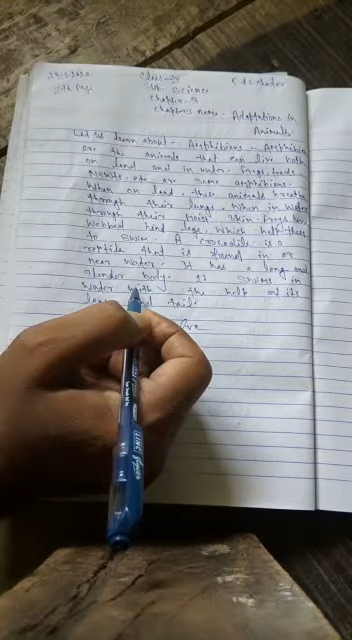 Class - IV
Sub. Science
Chapter. 3
Chapter's name. Adaptations in
Animals.
Let us learn about - Amphibians - Amphibians
are the animals that can live both
on land and in water. Frogs, toads,
Newts, etc are some amphibians.
When on land, these animals breathe
through their lungs. When in water
through their moist skin. Frogs have
webbed hind legs which help them
to swim. A crocodile is a
reptile that is found in or
near water. It has a long and
slender body. It swims in
water with the help of its
tail.